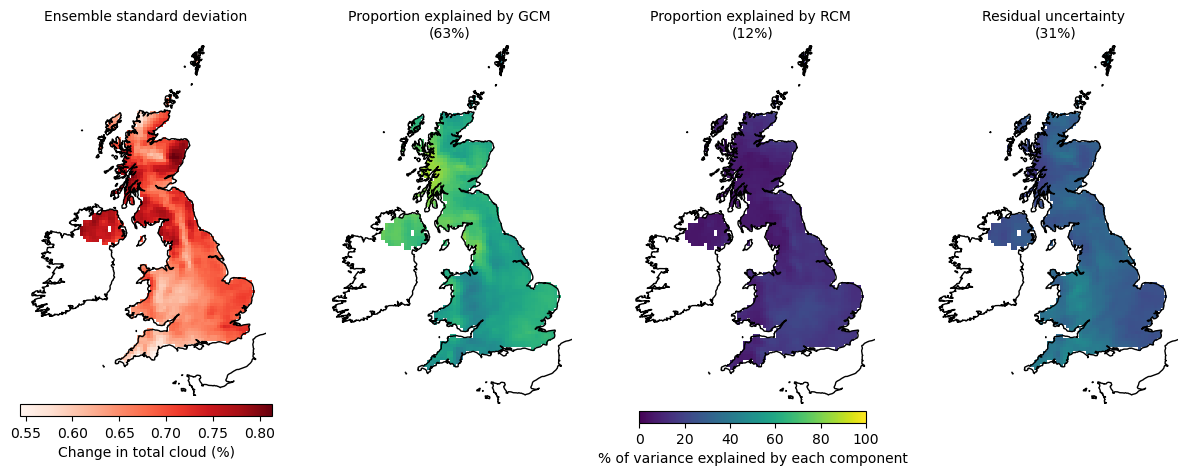 Ensemble standard deviation
Proportion explained by GCM
(63%)
Proportion explained by RCM
(12%)
Residual uncertainty
(31%)
0.55 0.60 0.65 0.70 0.75 0.80
Change in total cloud (%)
0 20 40 60 80 100
% of variance explained by each component